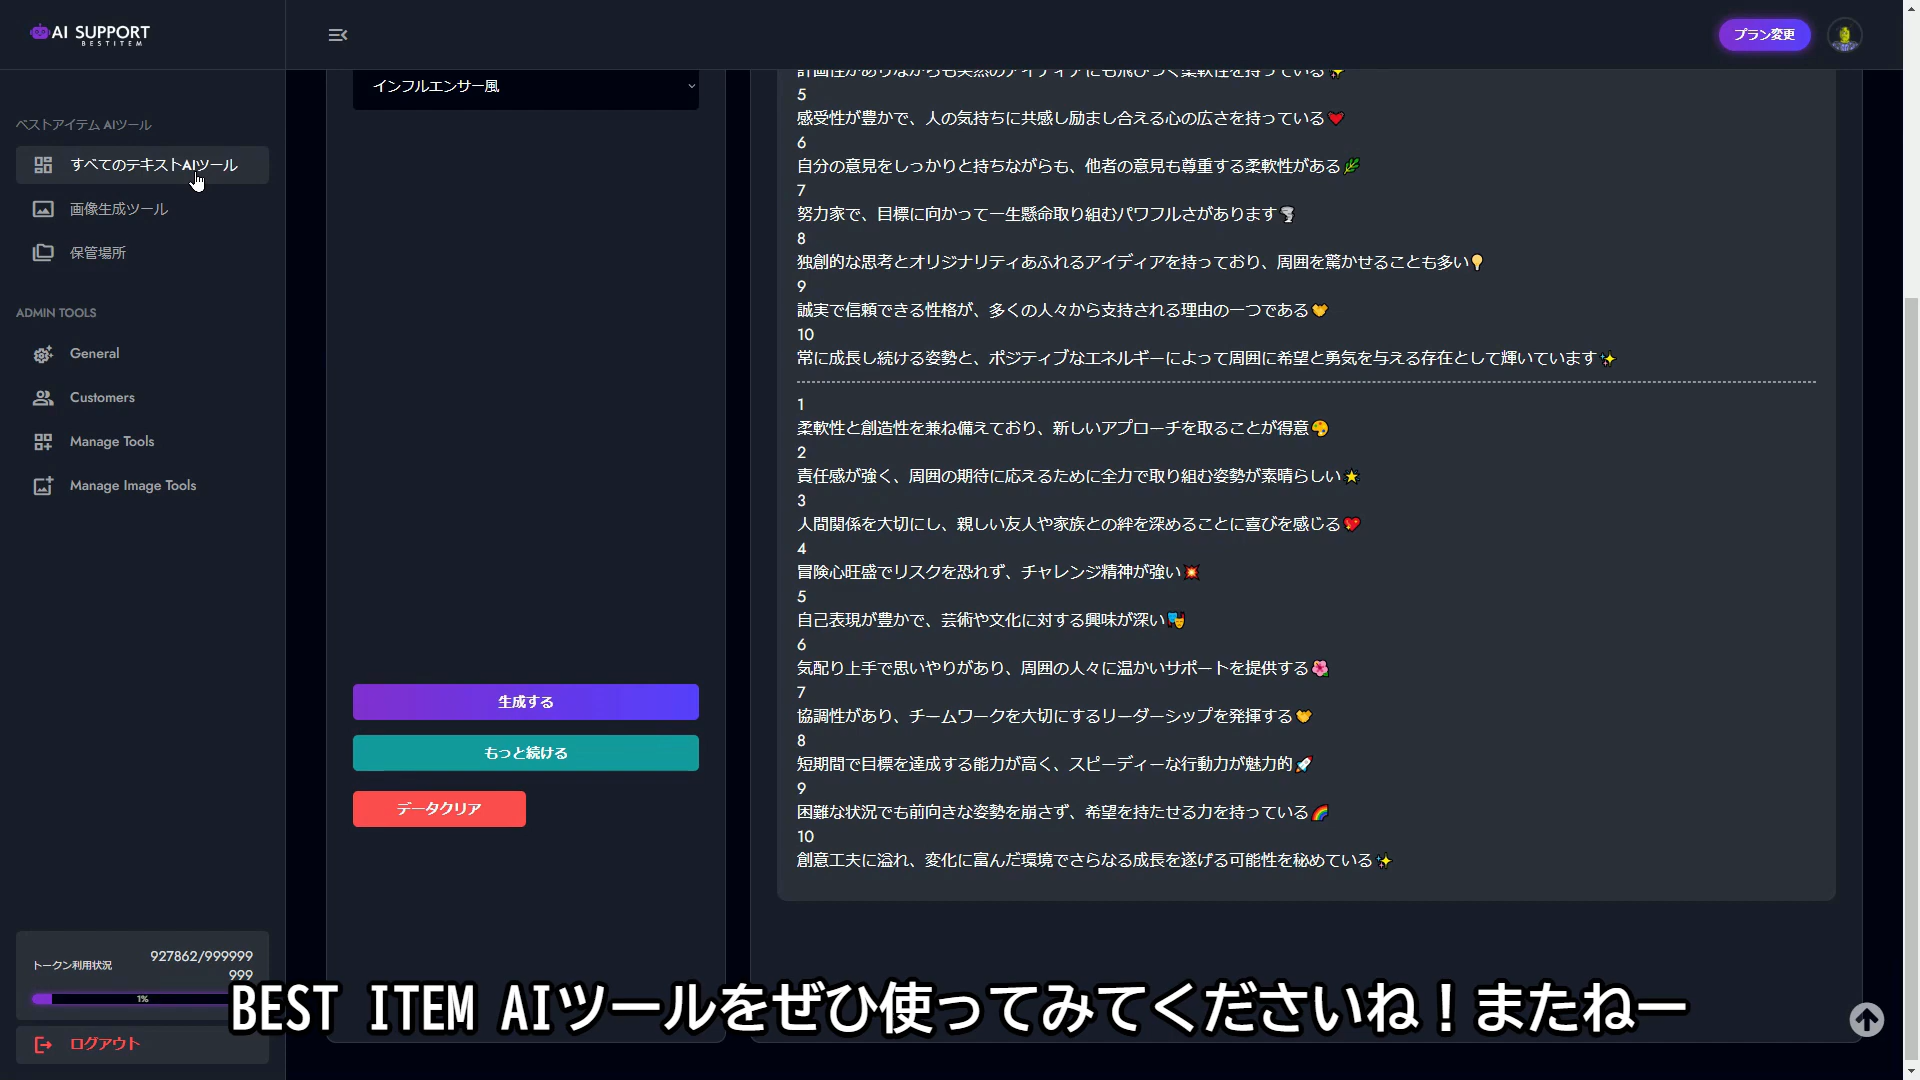 AI SUPPORT
BESTITEM
プラン変更
ベストアイテム AIツール
すべてのテキストAIツール
画像生成ツール
保管場所
ADMIN TOOLS
General
Customers
Manage Tools
Manage Image Tools
トークン利用状況
927862/999999
999
1%
ログアウト
インフルエンサー風
生成する
もっと続ける
データクリア
計画性がありながらも突然のアイディアにも飛びつく柔軟性を持っている✨
5
感受性が豊かで、人の気持ちに共感し励まし合える心の広さを持っている❤️
6
自分の意見をしっかりと持ちながらも、他者の意見も尊重する柔軟性がある🌿
7
努力家で、目標に向かって一生懸命取り組むパワフルさがあります🌪️
8
独創的な思考とオリジナリティあふれるアイディアを持っており、周囲を驚かせることも多い💡
9
誠実で信頼できる性格が、多くの人々から支持される理由の一つである🤝
10
常に成長し続ける姿勢と、ポジティブなエネルギーによって周囲に希望と勇気を与える存在として輝いています✨
1
柔軟性と創造性を兼ね備えており、新しいアプローチを取ることが得意🎨
2
責任感が強く、周囲の期待に応えるために全力で取り組む姿勢が素晴らしい🌟
3
人間関係を大切にし、親しい友人や家族との絆を深めることに喜びを感じる💖
4
冒険心旺盛でリスクを恐れず、チャレンジ精神が強い💥
5
自己表現が豊かで、芸術や文化に対する興味が深い🎭
6
気配り上手で思いやりがあり、周囲の人々に温かいサポートを提供する🌺
7
協調性があり、チームワークを大切にするリーダーシップを発揮する🤝
8
短期間で目標を達成する能力が高く、スピーディーな行動力が魅力的🚀
9
困難な状況でも前向きな姿勢を崩さず、希望を持たせる力を持っている🌈
10
創意工夫に溢れ、変化に富んだ環境でさらなる成長を遂げる可能性を秘めている✨
BEST ITEM AIツールをぜひ使ってみてくださいね！またねー